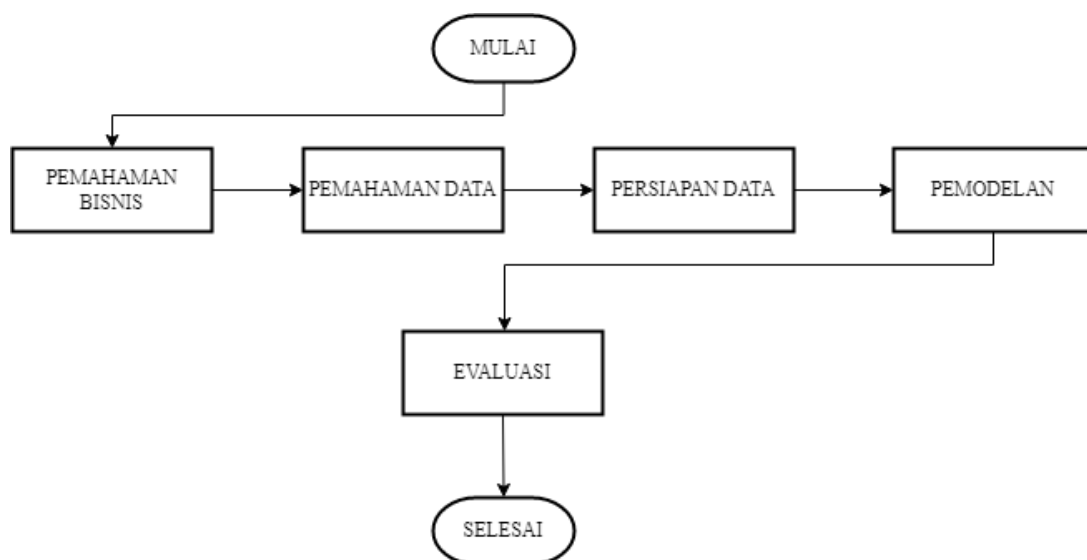 MULAI
PEMAHAMAN
BISNIS
PEMAHAMAN DATA
PERSIAPAN DATA
PEMODELAN
EVALUASI
SELESAI